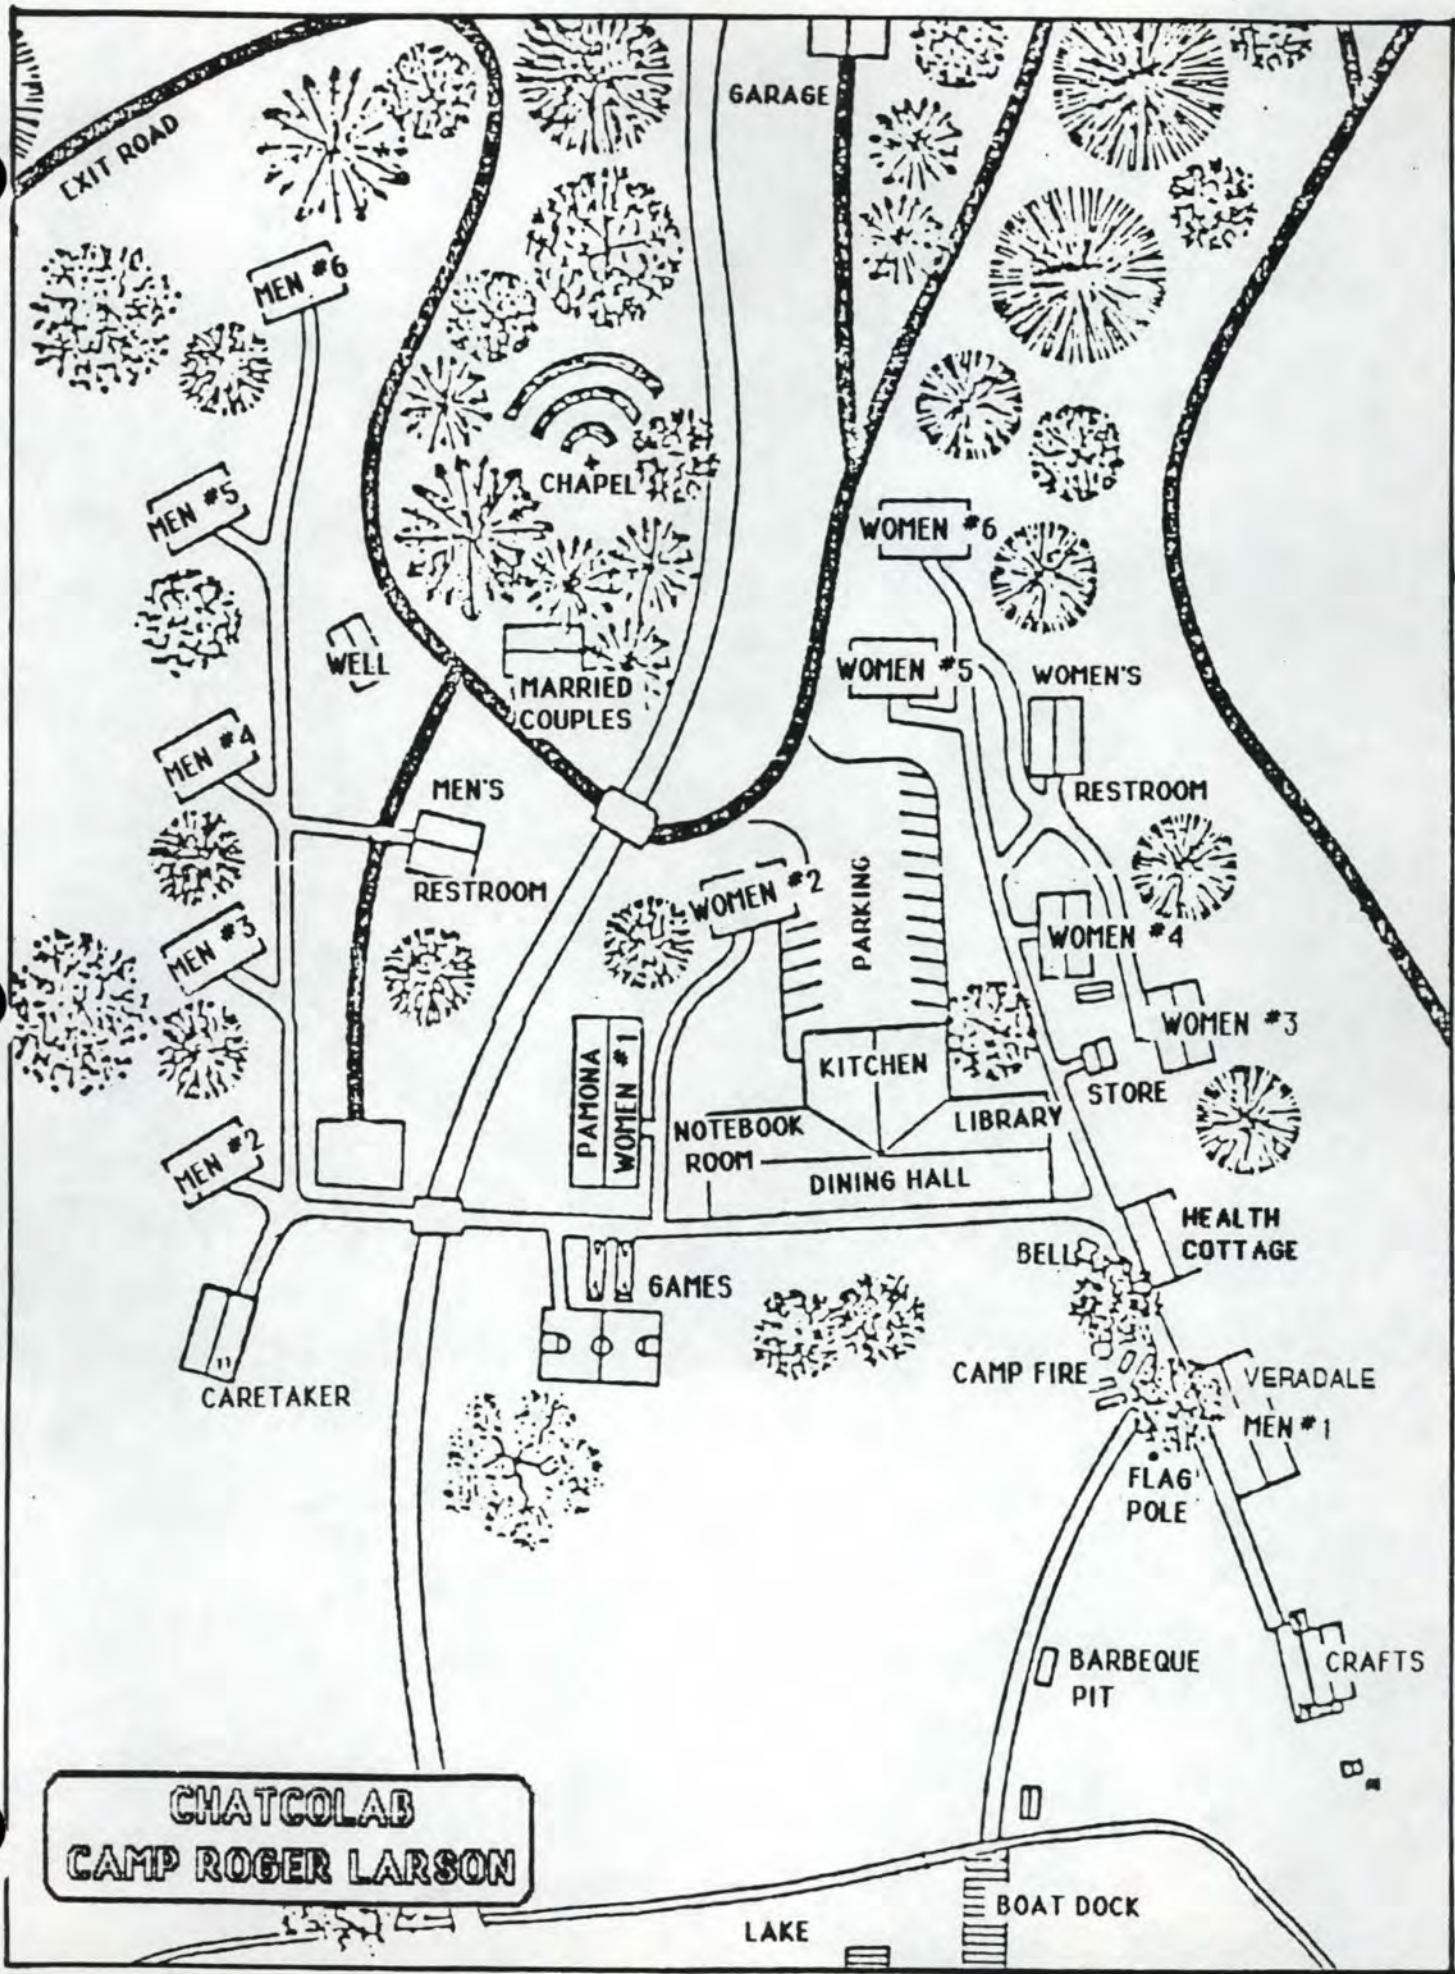 GARAGE
EXIT ROAD
MEN #6
CHAPEL
MEN #5
WOMEN #6
WELL
WOMEN #5
WOMEN'S
RESTROOM
MARRIED
COUPLES
MEN #4
MEN'S
RESTROOM
WOMEN #2
PARKING
WOMEN #4
MEN #3
WOMEN #3
PAMONA
WOMEN #1
KITCHEN
STORE
NOTEBOOK
ROOM
LIBRARY
DINING HALL
MEN #2
HEALTH
COTTAGE
BELL
GAMES
CAMP FIRE
VERADALE
MEN #1
CARETAKER
FLAG
POLE
BARBEQUE
PIT
CRAFTS
CHATCOLAB
CAMP ROGER LARSON
BOAT DOCK
LAKE